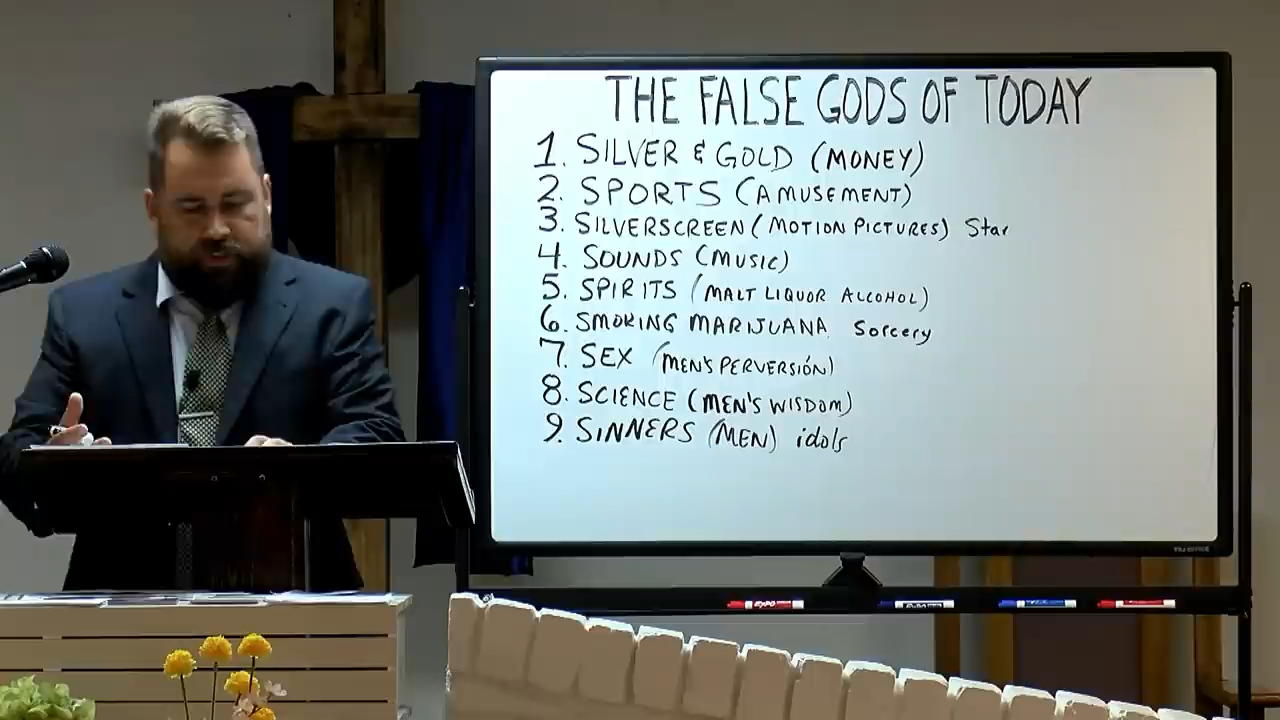 THE FALSE GODS OF TODAY
1. SILVER & GOLD (MONEY)
2. SPORTS (AMUSEMENT)
3. SILVERSCREEN (MOTION PICTURES) Star
4. SOUNDS (MUSIC)
5. SPIRITS (MALT LIQUOR ALCOHOL)
6. SMOKING MARIJUANA Sorcery
7. SEX (MEN'S PERVERSIÓN)
8. SCIENCE (MEN'S WISDOM)
9. SINNERS (MEN) idols
EXPO